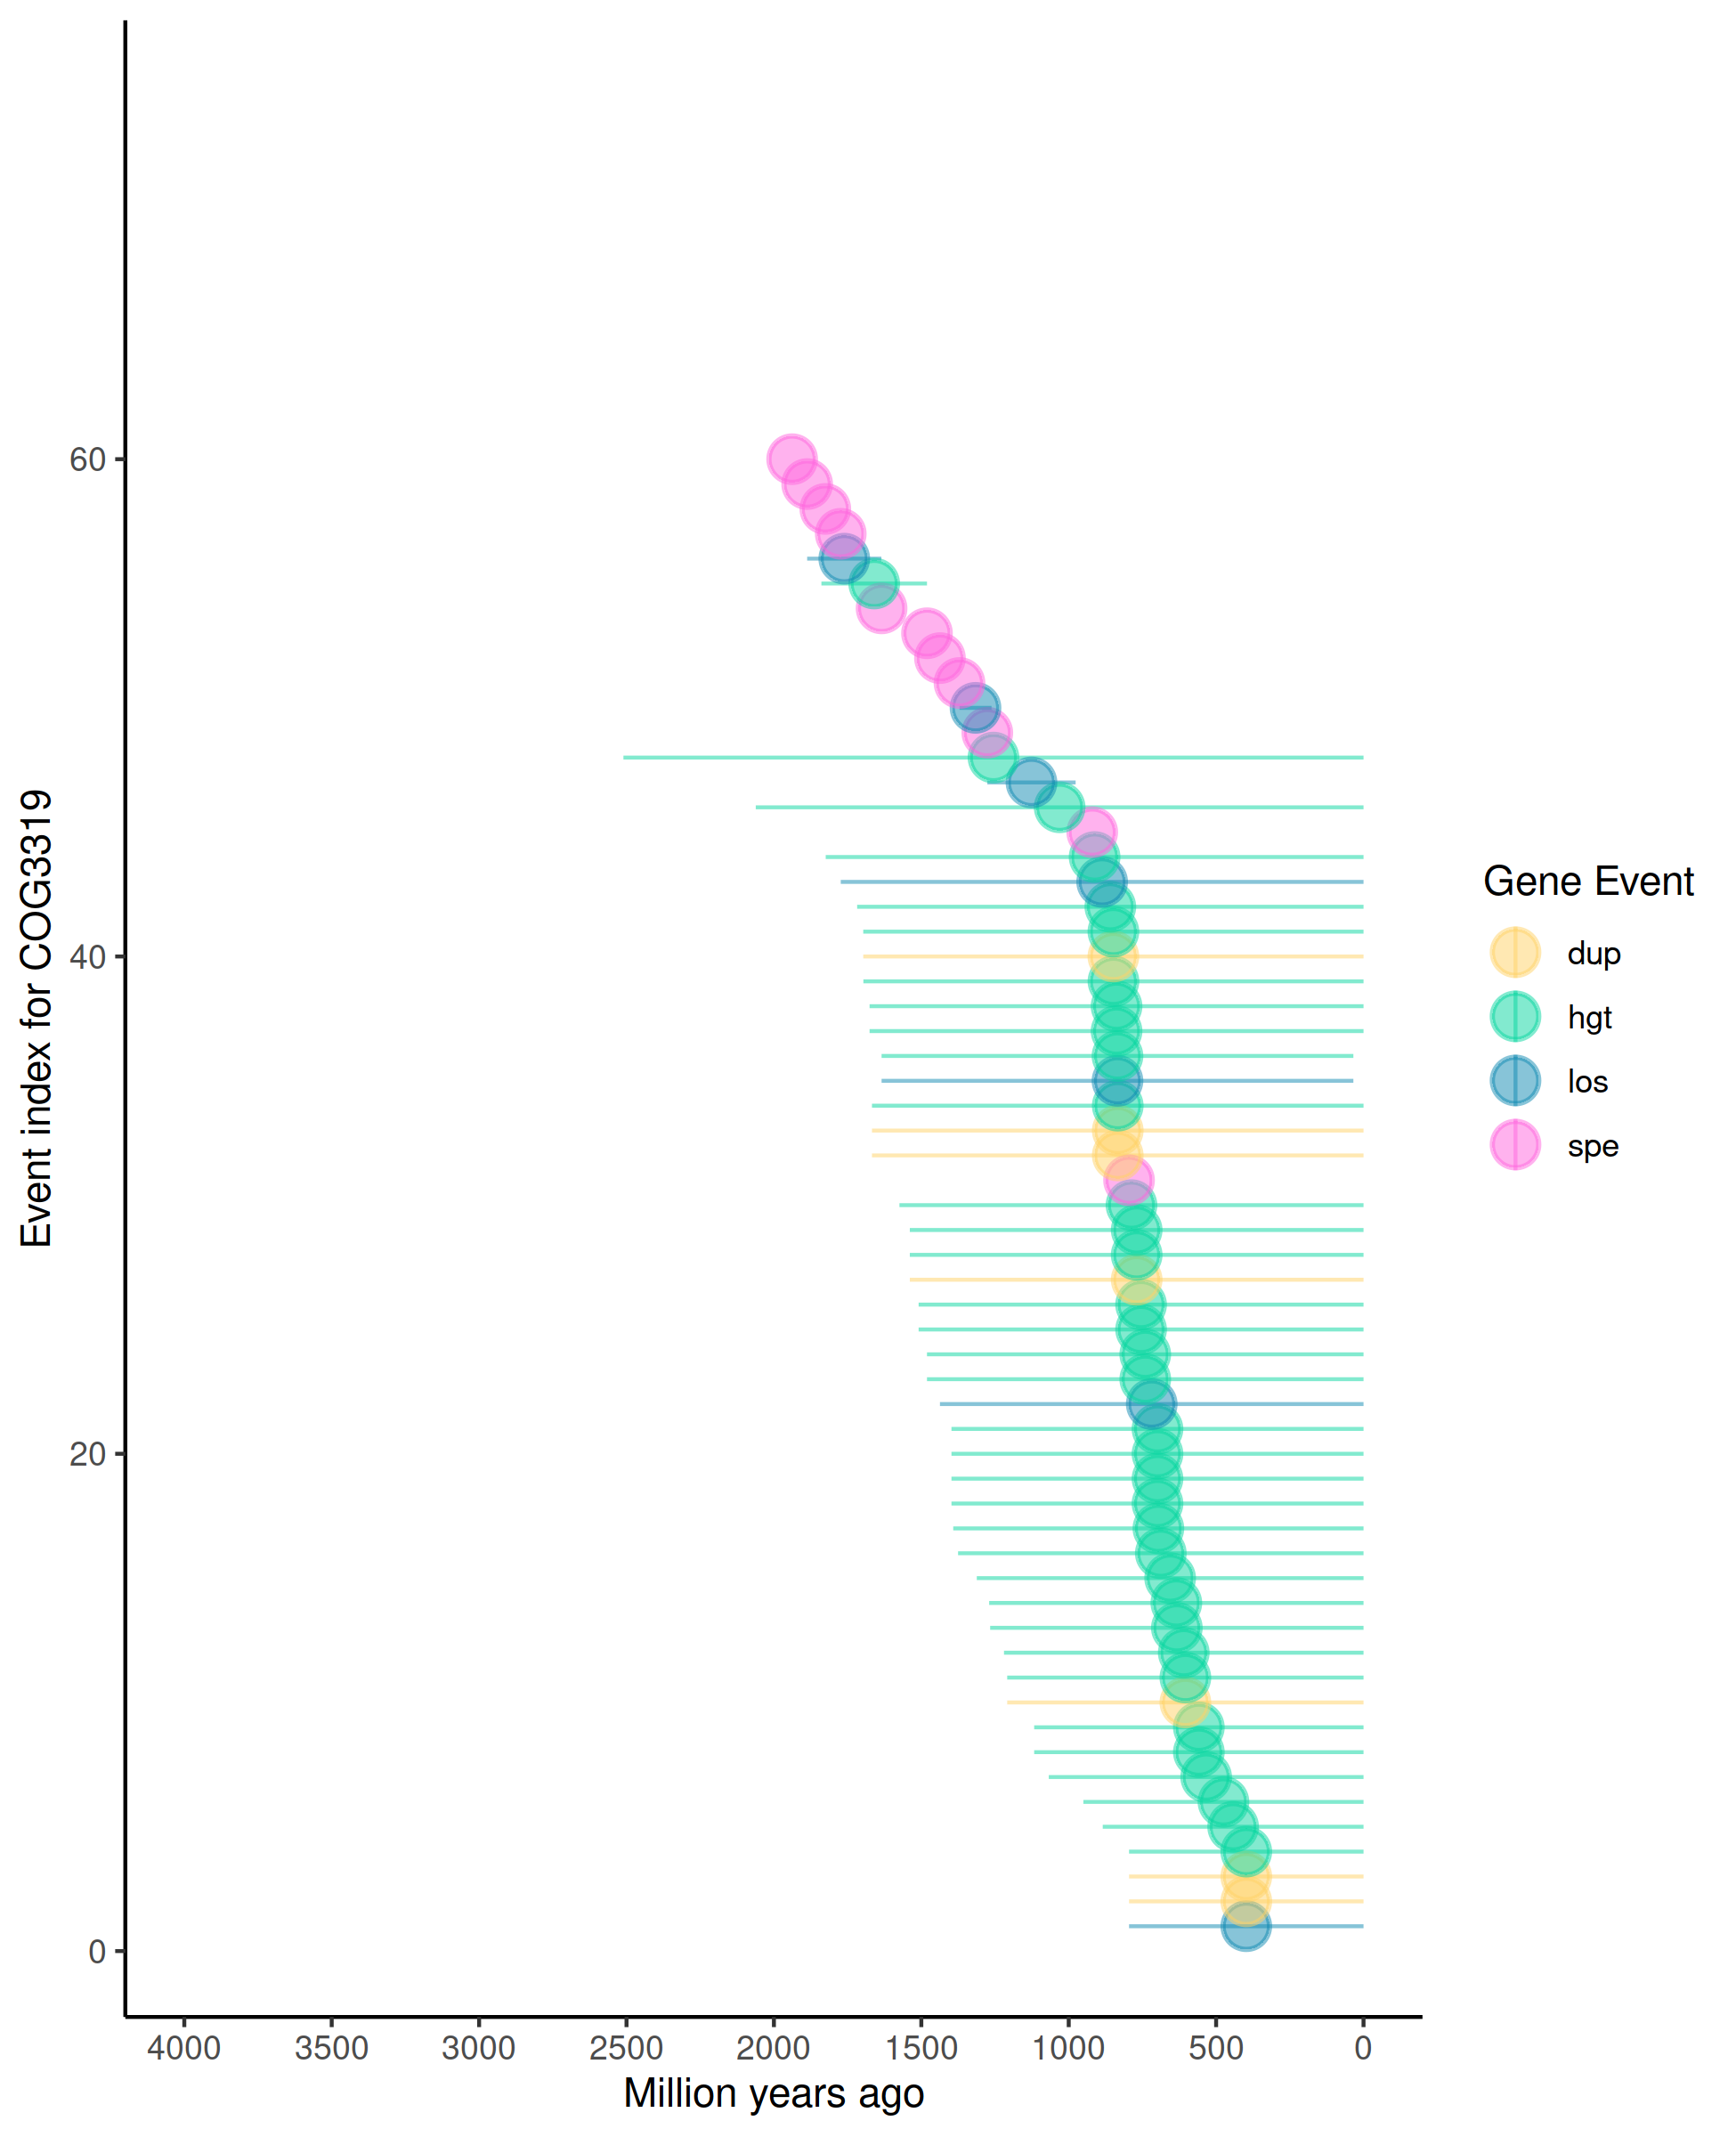 Event index for COG3319
60
40
20
0
4000 3500 3000 2500 2000 1500 1000 500 0
Million years ago
Gene Event
dup
hgt
los
spe